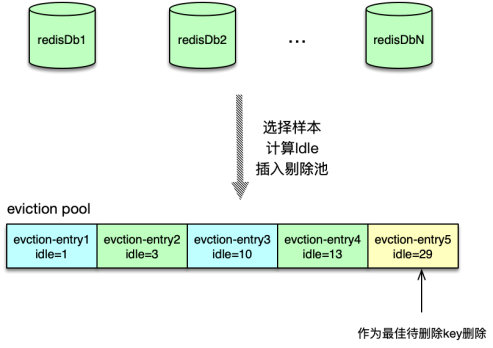 redisDb1
redisDb2
...
redisDbN
选择样本
计算Idle
插入剔除池
eviction pool
evction-entry1
idle=1
evction-entry2
idle=3
evction-entry3
idle=10
evction-entry4
idle=13
evction-entry5
idle=29
作为最佳待删除key删除